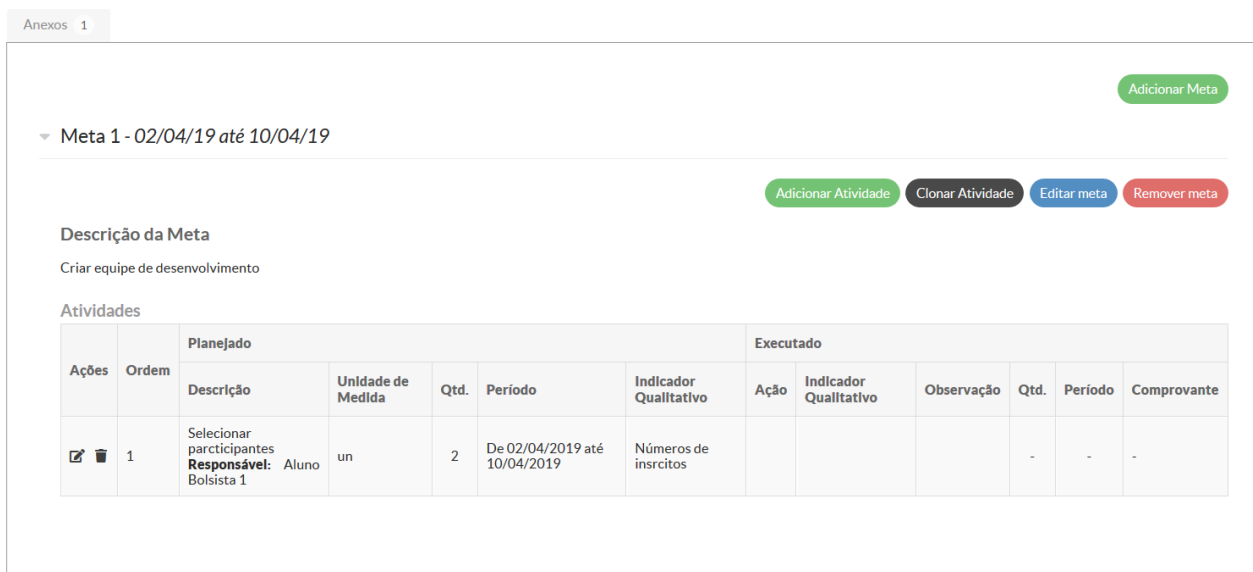 Anexos 1
Adicionar Meta
Meta 1 - 02/04/19 até 10/04/19
Adicionar Atividade Clonar Atividade Editar meta Remover meta
Descrição da Meta
Criar equipe de desenvolvimento
Atividades
Ações Ordem Planejado Executado
Descrição Unidade de Medida Qtd. Período Indicador Qualitativo Ação Indicador Qualitativo Observação Qtd. Período Comprovante
1 Selecionar parcticipantes Responsável: Aluno Bolsista 1 un 2 De 02/04/2019 até 10/04/2019 Números de insrcitos - - -